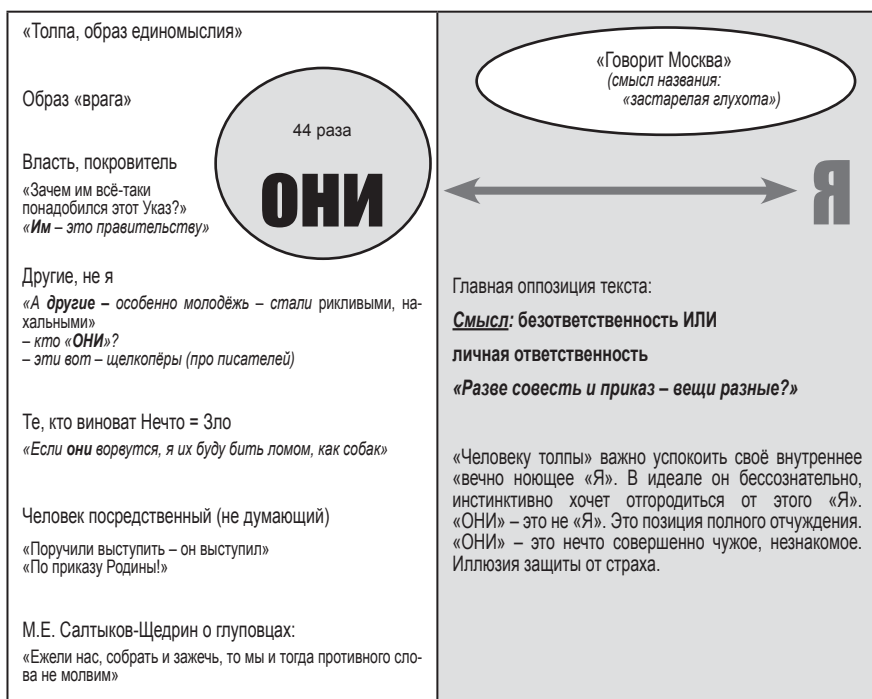 «Толпа, образ единомыслия»
Образ «врага»
44 раза
ОНИ
Власть, покровитель
«Зачем им всё-таки
понадобился этот Указ?»
«Им – это правительству»
Другие, не я
«А другие – особенно молодёжь – стали рикливыми, на-
хальными»
– кто «ОНИ»?
– эти вот – щелкопёры (про писателей)
Те, кто виноват Нечто = Зло
«Если они ворвутся, я их буду бить ломом, как собак»
Человек посредственный (не думающий)
«Поручили выступить – он выступил»
«По приказу Родины!»
М.Е. Салтыков-Щедрин о глуповцах:
«Ежели нас, собрать и зажечь, то мы и тогда противного сло-
ва не молвим»
«Говорит Москва»
(смысл названия:
«застарелая глухота»)
Я
Главная оппозиция текста:
Смысл: безответственность ИЛИ
личная ответственность
«Разве совесть и приказ – вещи разные?»
«Человеку толпы» важно успокоить своё внутреннее
«вечно ноющее «Я». В идеале он бессознательно,
инстинктивно хочет отгородиться от этого «Я».
«ОНИ» – это не «Я». Это позиция полного отчуждения.
«ОНИ» – это нечто совершенно чужое, незнакомое.
Иллюзия защиты от страха.